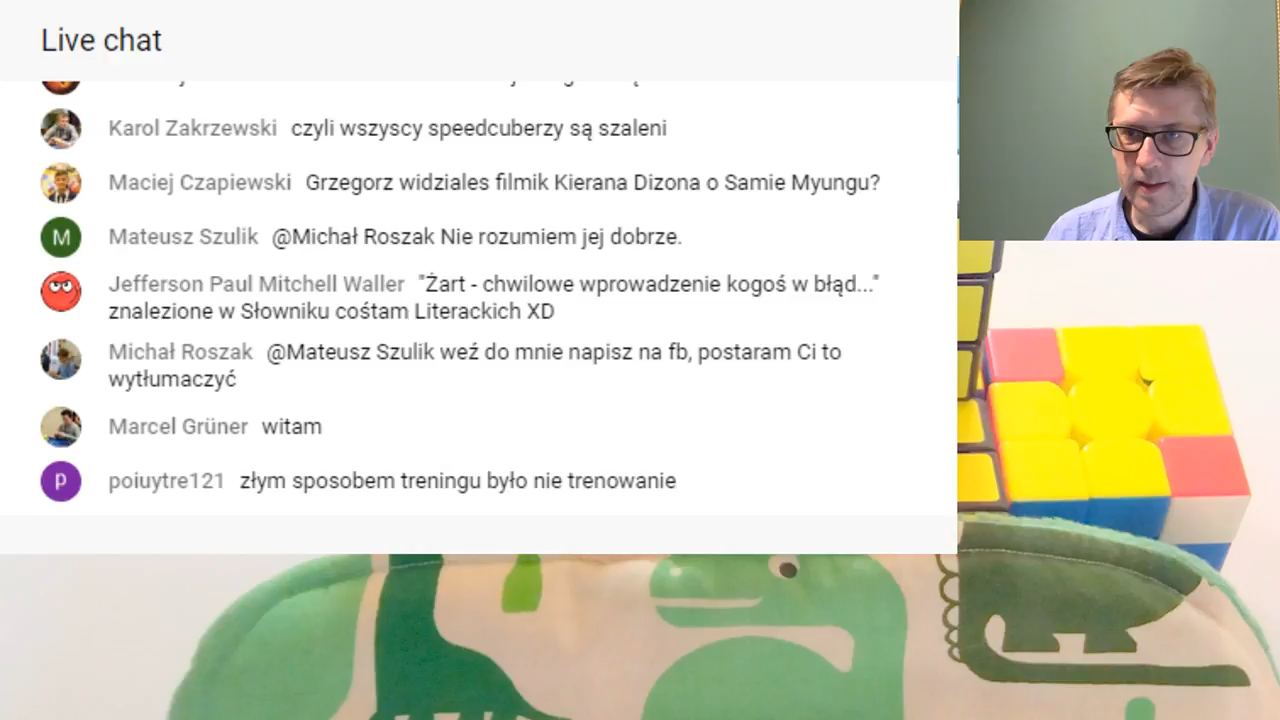 Live chat
Karol Zakrzewski czyli wszyscy speedcuberzy są szaleni
Maciej Czapiewski Grzegorz widziales filmik Kierana Dizona o Samie Myungu?
M Mateusz Szulik @Michał Roszak Nie rozumiem jej dobrze.
Jefferson Paul Mitchell Waller "Żart - chwilowe wprowadzenie kogoś w błąd..."
znalezione w Słowniku cośtam Literackich XD
Michał Roszak @Mateusz Szulik weź do mnie napisz na fb, postaram Ci to
wytłumaczyć
Marcel Grüner witam
p poiuytre121 złym sposobem treningu było nie trenowanie